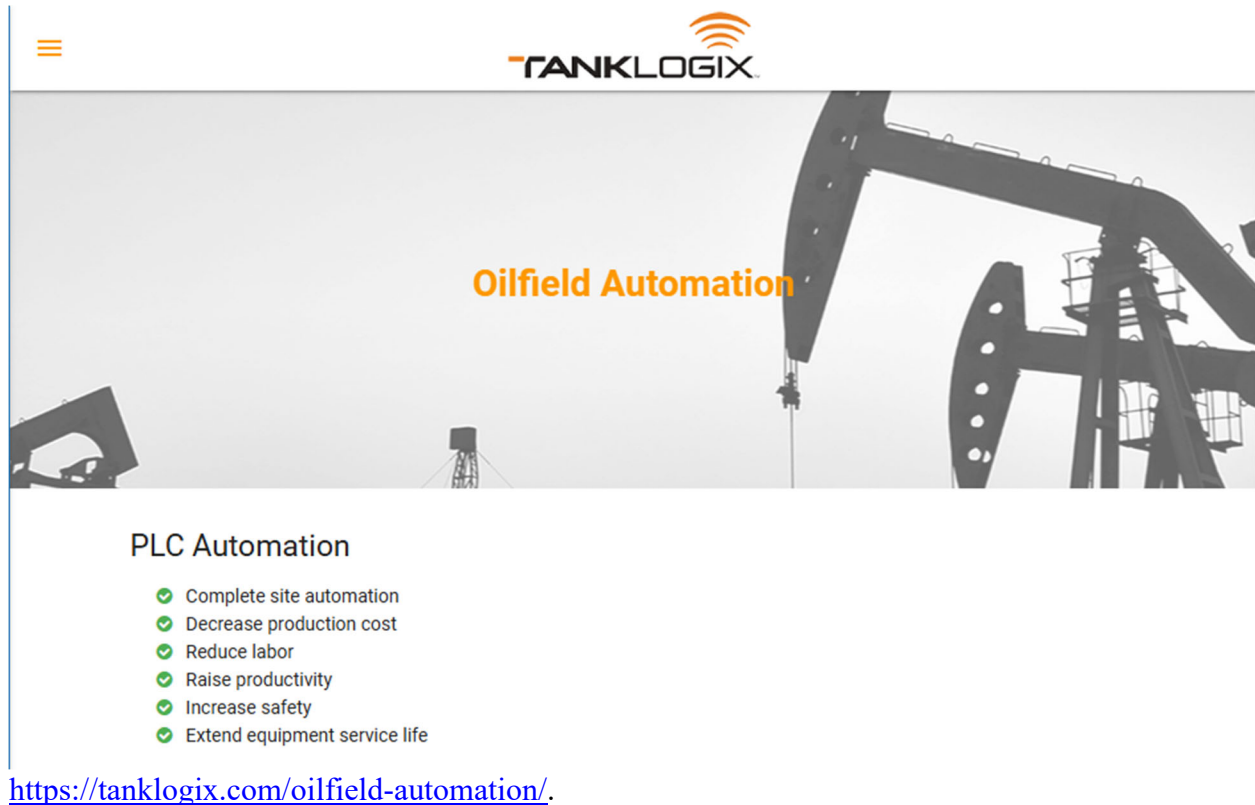 TANKLOGIX
Oilfield Automation
PLC Automation
Complete site automation
Decrease production cost
Reduce labor
Raise productivity
Increase safety
Extend equipment service life
https://tanklogix.com/oilfield-automation/.